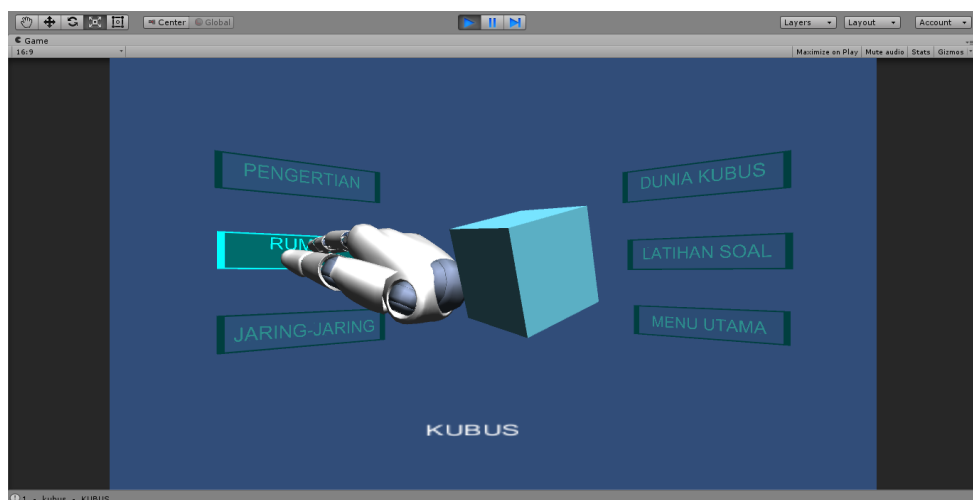 Center Global Layers Layout Account
Game
16:9 Maximize on Play Mute audio Stats Gizmos
PENGERTIAN
DUNIA KUBUS
LATIHAN SOAL
JARING-JARING
MENU UTAMA
KUBUS
1 - kubus - KUBUS